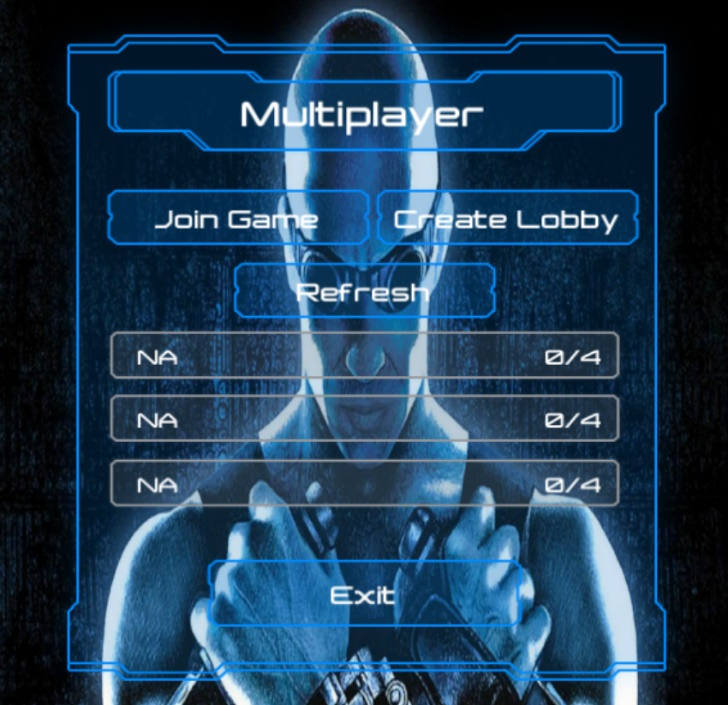 Multiplayer
Join Game Create Lobby
Refresh
NA 0/4
NA 0/4
NA 0/4
Exit